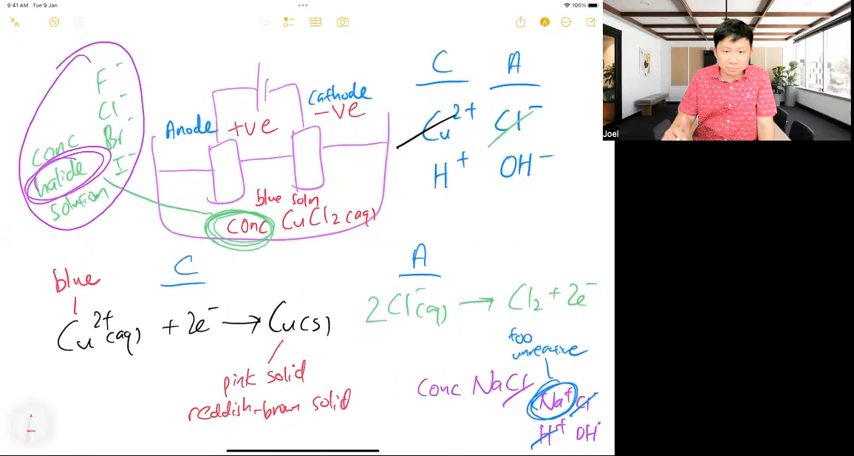 9:41 AM Tue 9 Jan
100%
F⁻
Cl⁻
Br⁻
I⁻
conc
halide
solution
Anode
+ve
Cathode
-ve
blue soln
conc CuCl2(aq)
C A
Cu²⁺ Cl⁻
H⁺ OH⁻
Joel
C
blue
Cu²⁺(aq) + 2e⁻ → Cu(s)
pink solid
reddish-brown solid
A
2Cl⁻(aq) → Cl2 + 2e⁻
too
unreactive
conc NaCl
Na⁺ Cl⁻
H⁺ OH⁻